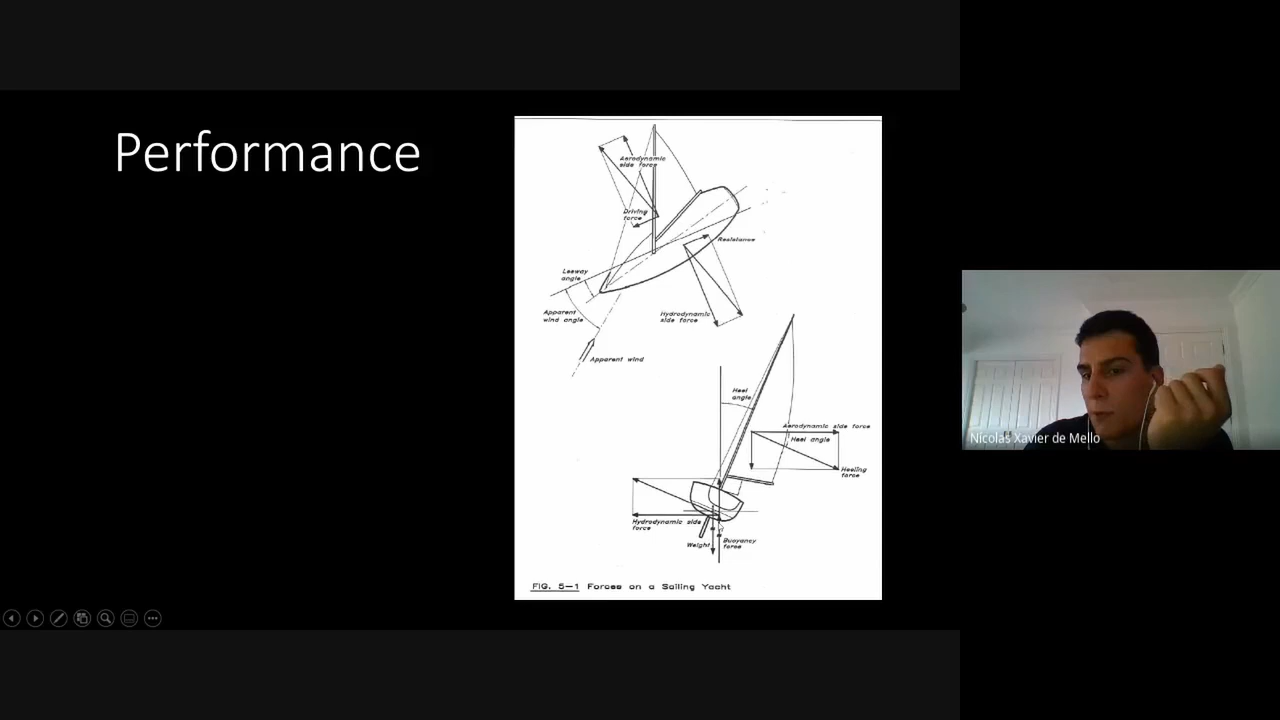 Performance
Aerodynamic
side force
Driving
force
Resistance
Leeway
angle
Apparent
wind angle
Hydrodynamic
side force
Apparent wind
Heel
angle
Aerodynamic side force
Heel angle
Heeling
force
Hydrodynamic side
force
Weight
Buoyancy
force
FIG. 5-1 Forces on a Sailing Yacht
Nicolas Xavier de Mello